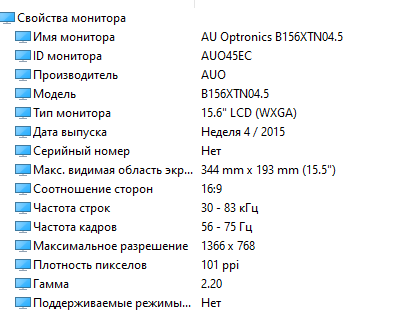 Свойства монитора
Имя монитора AU Optronics B156XTN04.5
ID монитора AUO45EC
Производитель AUO
Модель B156XTN04.5
Тип монитора 15.6" LCD (WXGA)
Дата выпуска Неделя 4 / 2015
Серийный номер Нет
Макс. видимая область экр... 344 mm x 193 mm (15.5")
Соотношение сторон 16:9
Частота строк 30 - 83 кГц
Частота кадров 56 - 75 Гц
Максимальное разрешение 1366 x 768
Плотность пикселов 101 ppi
Гамма 2.20
Поддерживаемые режимы... Нет